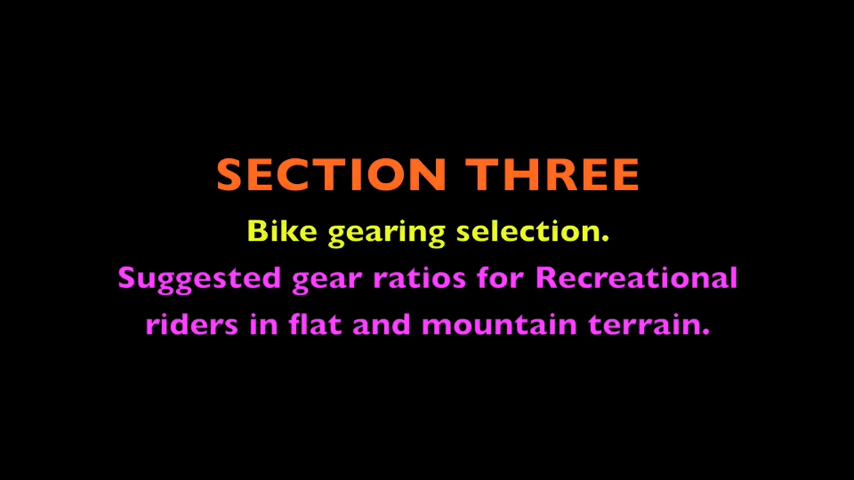 SECTION THREE
Bike gearing selection.
Suggested gear ratios for Recreational
riders in flat and mountain terrain.